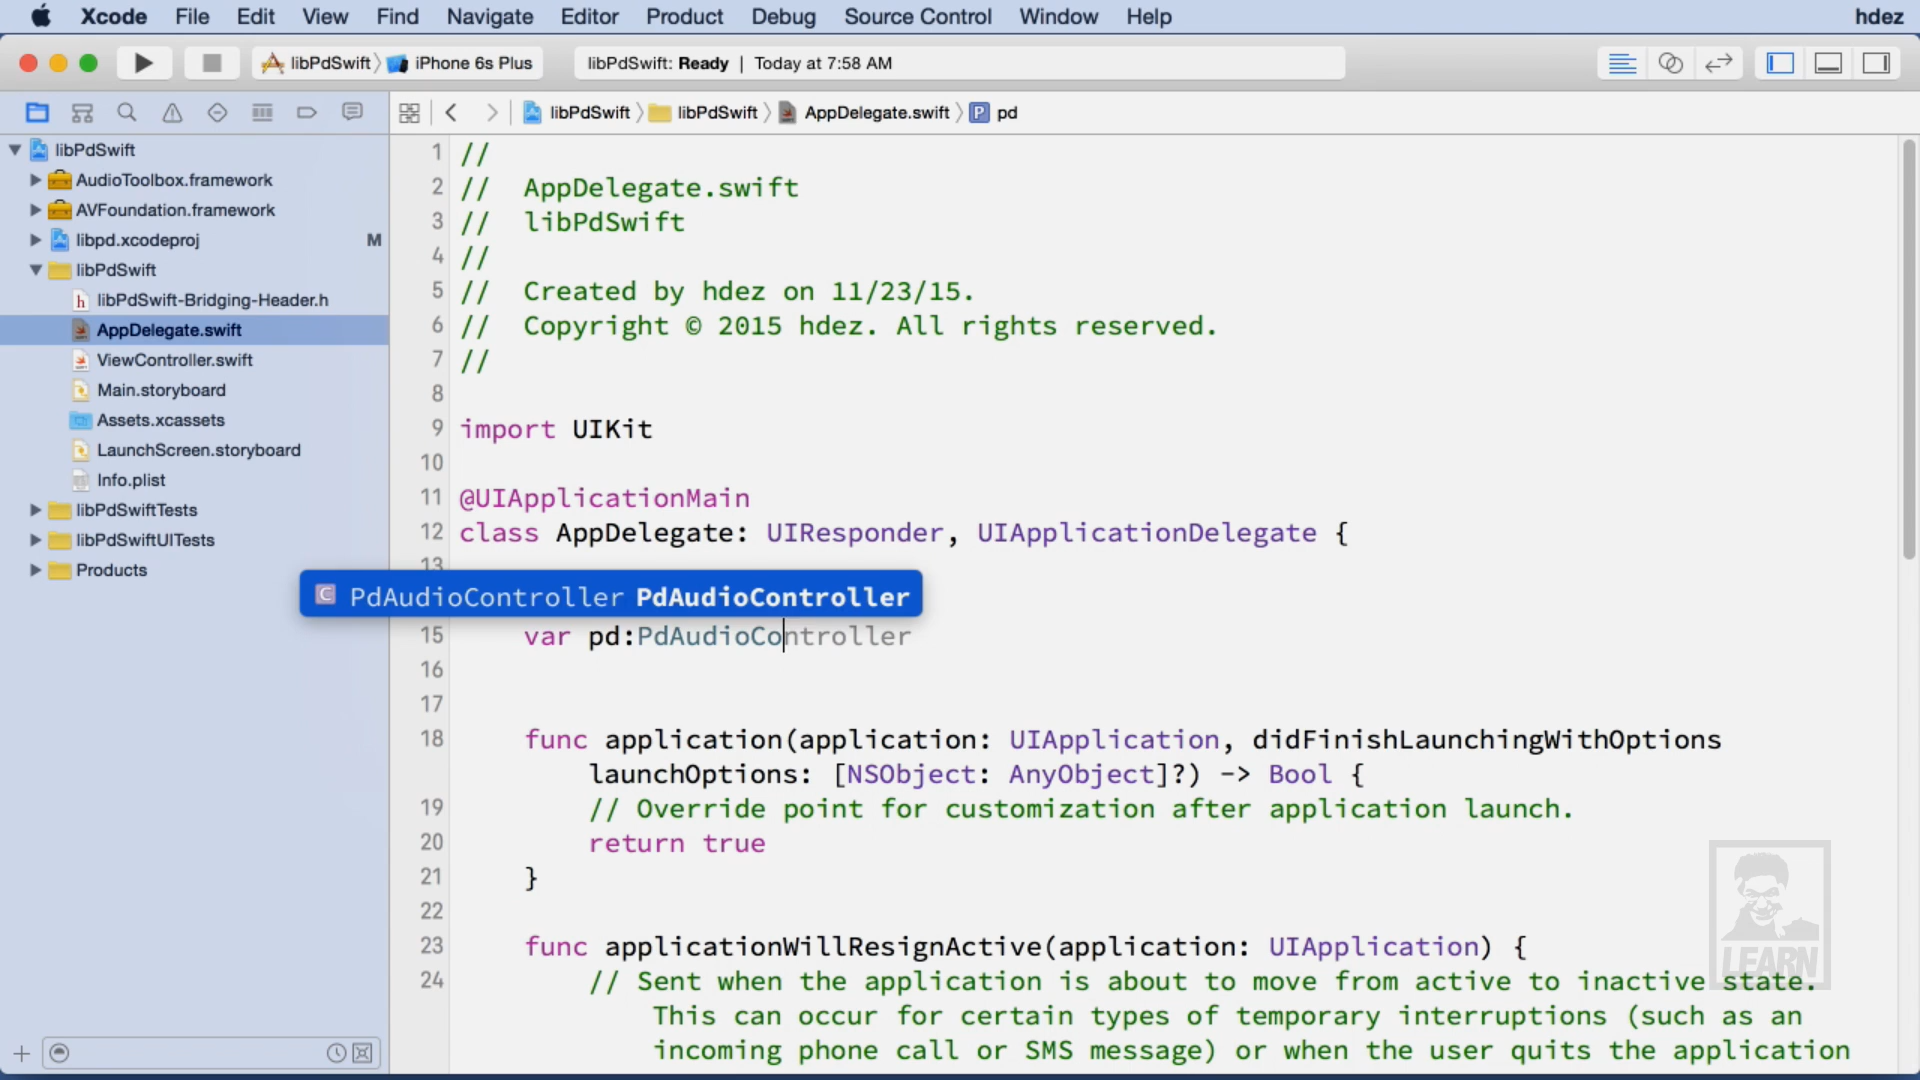 Xcode File Edit View Find Navigate Editor Product Debug Source Control Window Help hdez
libPdSwift iPhone 6s Plus libPdSwift: Ready | Today at 7:58 AM
libPdSwift libPdSwift AppDelegate.swift P pd
libPdSwift
AudioToolbox.framework
AVFoundation.framework
libpd.xcodeproj M
libPdSwift
h libPdSwift-Bridging-Header.h
AppDelegate.swift
ViewController.swift
Main.storyboard
Assets.xcassets
LaunchScreen.storyboard
Info.plist
libPdSwiftTests
libPdSwiftUITests
Products
1 //
2 // AppDelegate.swift
3 // libPdSwift
4 //
5 // Created by hdez on 11/23/15.
6 // Copyright © 2015 hdez. All rights reserved.
7 //
8
9 import UIKit
10
11 @UIApplicationMain
12 class AppDelegate: UIResponder, UIApplicationDelegate {
13
C PdAudioController PdAudioController
15 var pd:PdAudioController
16
17
18 func application(application: UIApplication, didFinishLaunchingWithOptions
launchOptions: [NSObject: AnyObject]?) -> Bool {
19 // Override point for customization after application launch.
20 return true
21 }
22
23 func applicationWillResignActive(application: UIApplication) {
24 // Sent when the application is about to move from active to inactive state.
This can occur for certain types of temporary interruptions (such as an
incoming phone call or SMS message) or when the user quits the application
LEARN